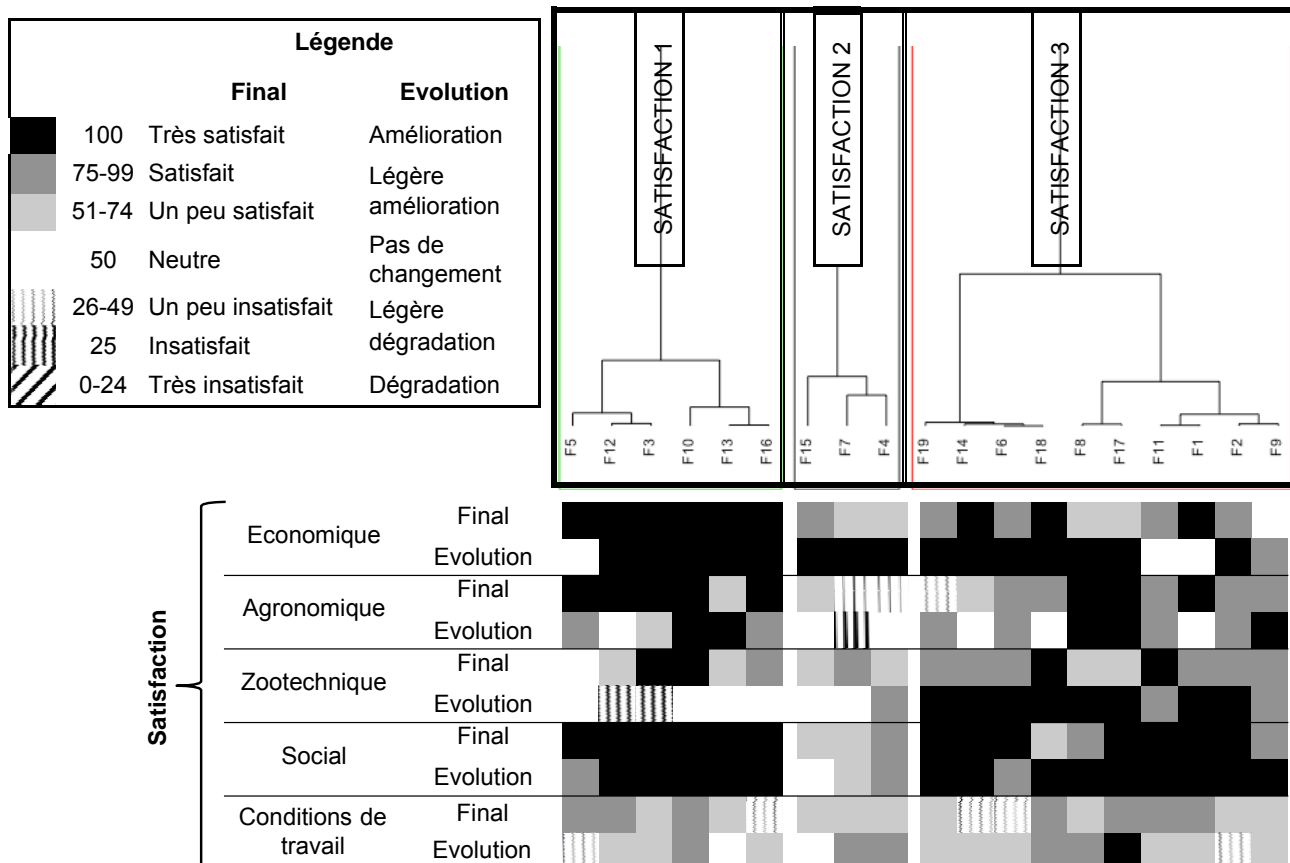 Légende
Final Evolution
100 Très satisfait Amélioration
75-99 Satisfait Légère
51-74 Un peu satisfait amélioration
50 Neutre Pas de
changement
26-49 Un peu insatisfait Légère
25 Insatisfait dégradation
0-24 Très insatisfait Dégradation
SATISFACTION 1
SATISFACTION 2
SATISFACTION 3
F5 F12 F3 F10 F13 F16 F15 F7 F4 F19 F14 F6 F18 F8 F17 F11 F1 F2 F9
Satisfaction
Economique
Final
Evolution
Agronomique
Final
Evolution
Zootechnique
Final
Evolution
Social
Final
Evolution
Conditions de
travail
Final
Evolution